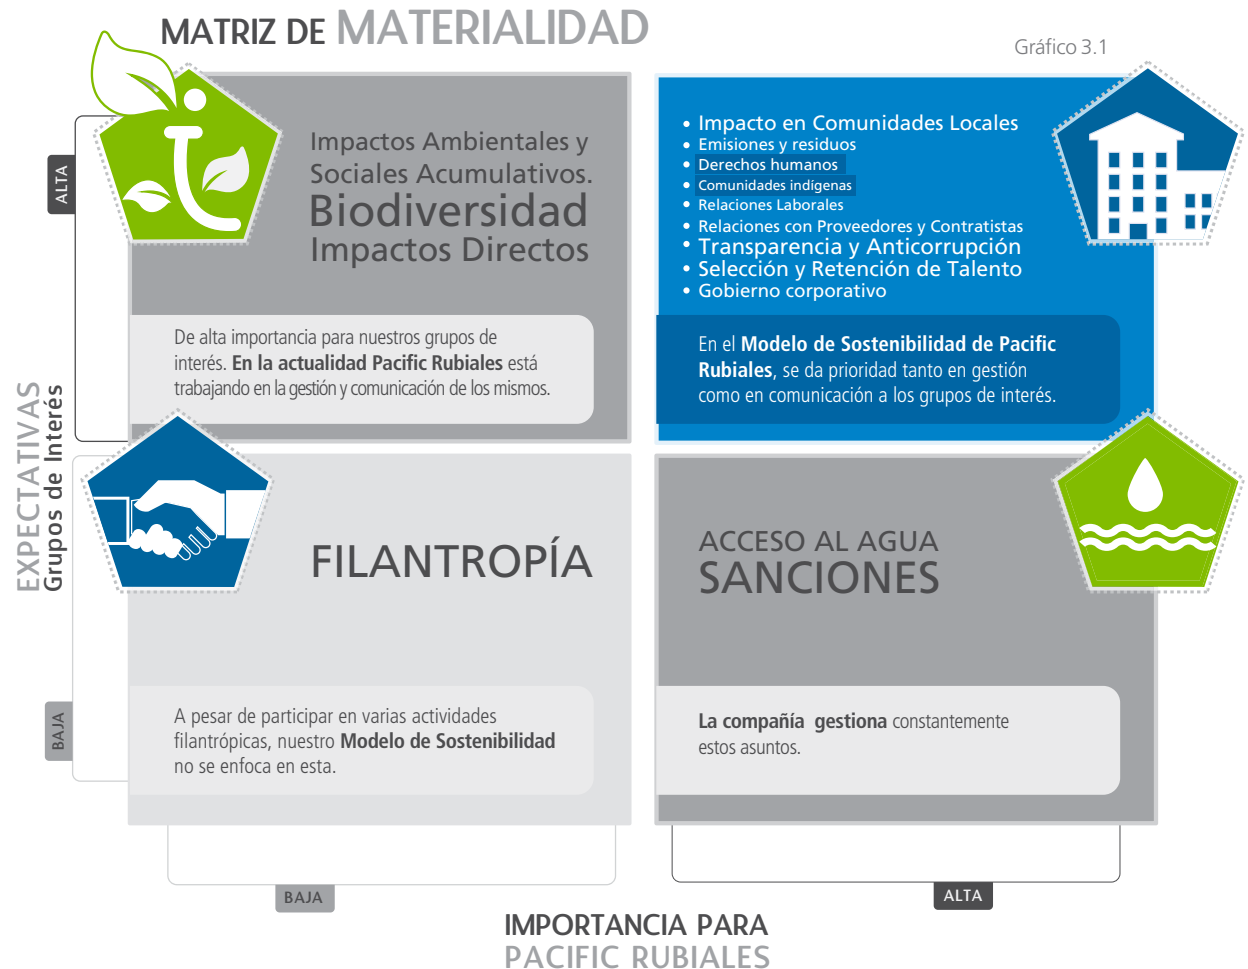 MATRIZ DE MATERIALIDAD
Gráfico 3.1
ALTA
Impactos Ambientales y
Sociales Acumulativos.
Biodiversidad
Impactos Directos
De alta importancia para nuestros grupos de
interés. En la actualidad Pacific Rubiales está
trabajando en la gestión y comunicación de los mismos.
• Impacto en Comunidades Locales
• Emisiones y residuos
• Derechos humanos
• Comunidades indígenas
• Relaciones Laborales
• Relaciones con Proveedores y Contratistas
• Transparencia y Anticorrupción
• Selección y Retención de Talento
• Gobierno corporativo
En el Modelo de Sostenibilidad de Pacific
Rubiales, se da prioridad tanto en gestión
como en comunicación a los grupos de interés.
EXPECTATIVAS
Grupos de Interés
BAJA
FILANTROPÍA
A pesar de participar en varias actividades
filantrópicas, nuestro Modelo de Sostenibilidad
no se enfoca en esta.
ACCESO AL AGUA
SANCIONES
La compañía gestiona constantemente
estos asuntos.
BAJA
ALTA
IMPORTANCIA PARA
PACIFIC RUBIALES